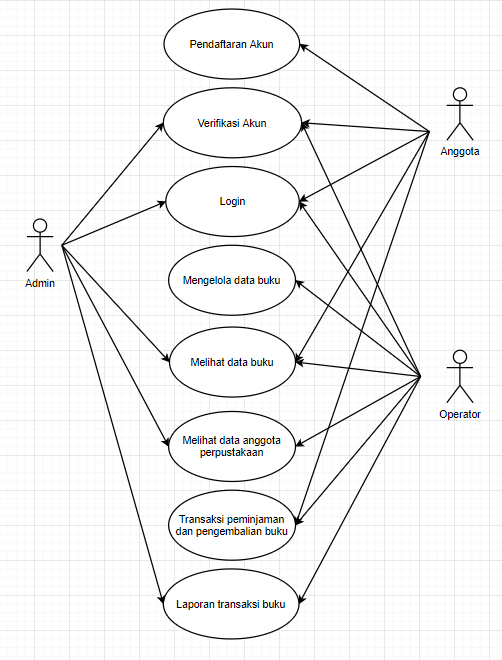 Pendaftaran Akun
Verifikasi Akun
Anggota
Login
Admin
Mengelola data buku
Melihat data buku
Operator
Melihat data anggota
perpustakaan
Transaksi peminjaman
dan pengembalian buku
Laporan transaksi buku